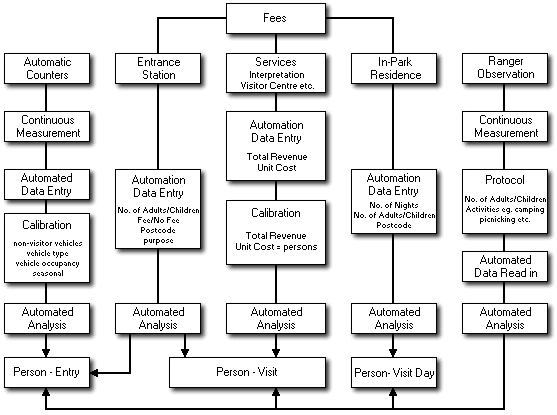 Fees
Automatic
Counters
Continuous
Measurement
Automated
Data Entry
Calibration
non-visitor vehicles
vehicle type
vehicle occupancy
seasonal
Automated
Analysis
Person - Entry
Entrance
Station
Automation
Data Entry
No. of Adults/Children
Fee/No Fee
Postcode
purpose
Automated
Analysis
Services
Interpretation
Visitor Centre etc.
Automation
Data Entry
Total Revenue
Unit Cost
Calibration
Total Revenue
Unit Cost = persons
Automated
Analysis
Person - Visit
In-Park
Residence
Automation
Data Entry
No. of Nights
No. of Adults/Children
Postcode
Automated
Analysis
Person- Visit Day
Ranger
Observation
Continuous
Measurement
Protocol
No. of Adults/Children
Activities eg. camping
picnicking etc.
Automated
Data Read in
Automated
Analysis